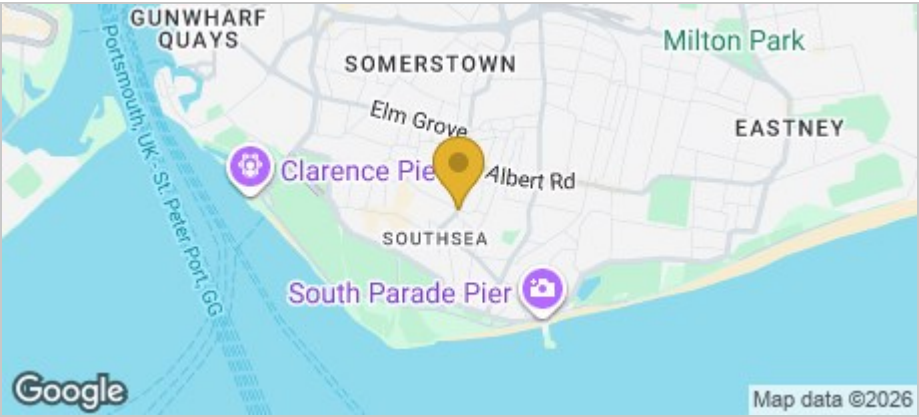 GUNWHARF
QUAYS
Milton Park
SOMERSTOWN
Elm Grove
EASTNEY
Clarence Pie
Albert Rd
SOUTHSEA
South Parade Pier
Portsmouth, UK - St. Peter Port, GG
Google
Map data ©2026